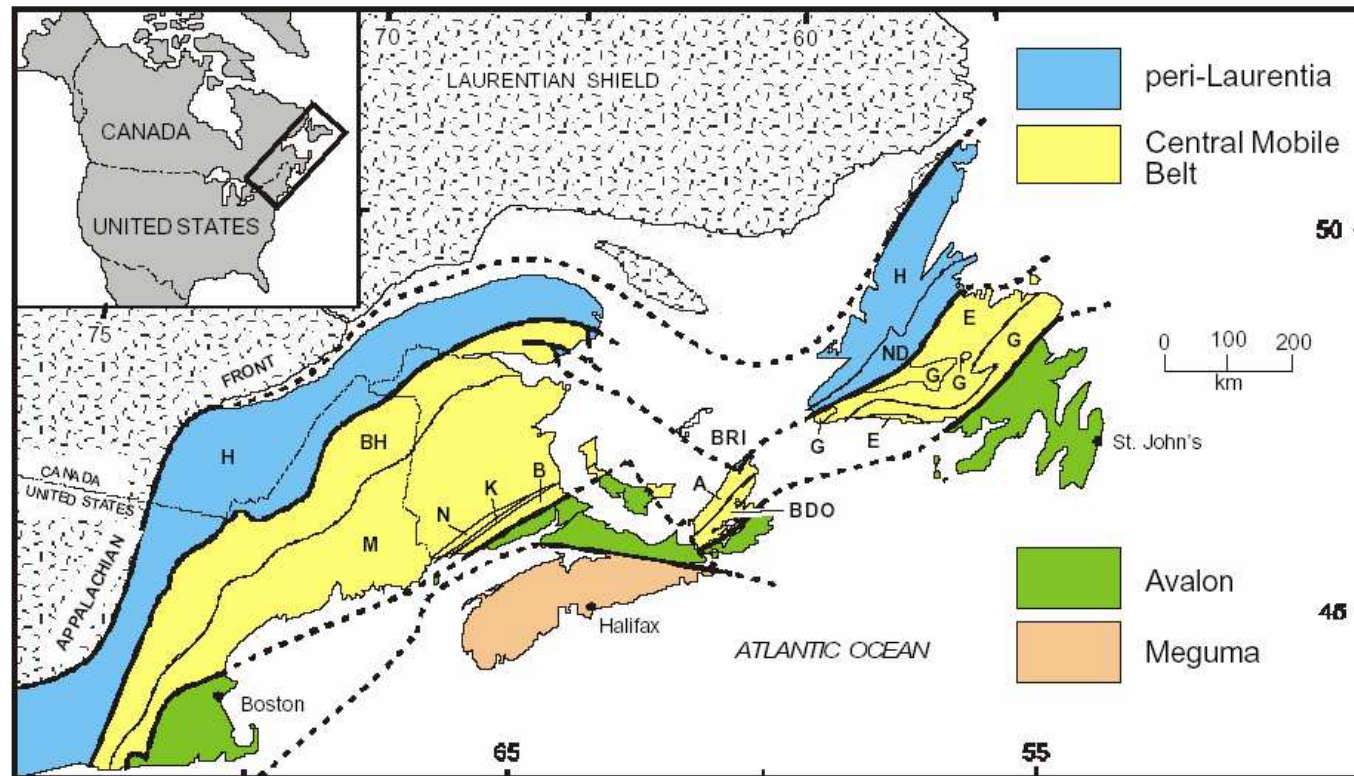 70
60
LAURENTIAN SHIELD
CANADA
UNITED STATES
peri-Laurentia
Central Mobile
Belt
50
75
FRONT
H
E
ND
G
G
G
G
E
0 100 200
km
St. John's
H
BH
BRI
CANADA
UNITED STATES
B
K
A
N
BDO
M
APPALACHIAN
Avalon
Halifax
45
ATLANTIC OCEAN
Meguma
Boston
65
55